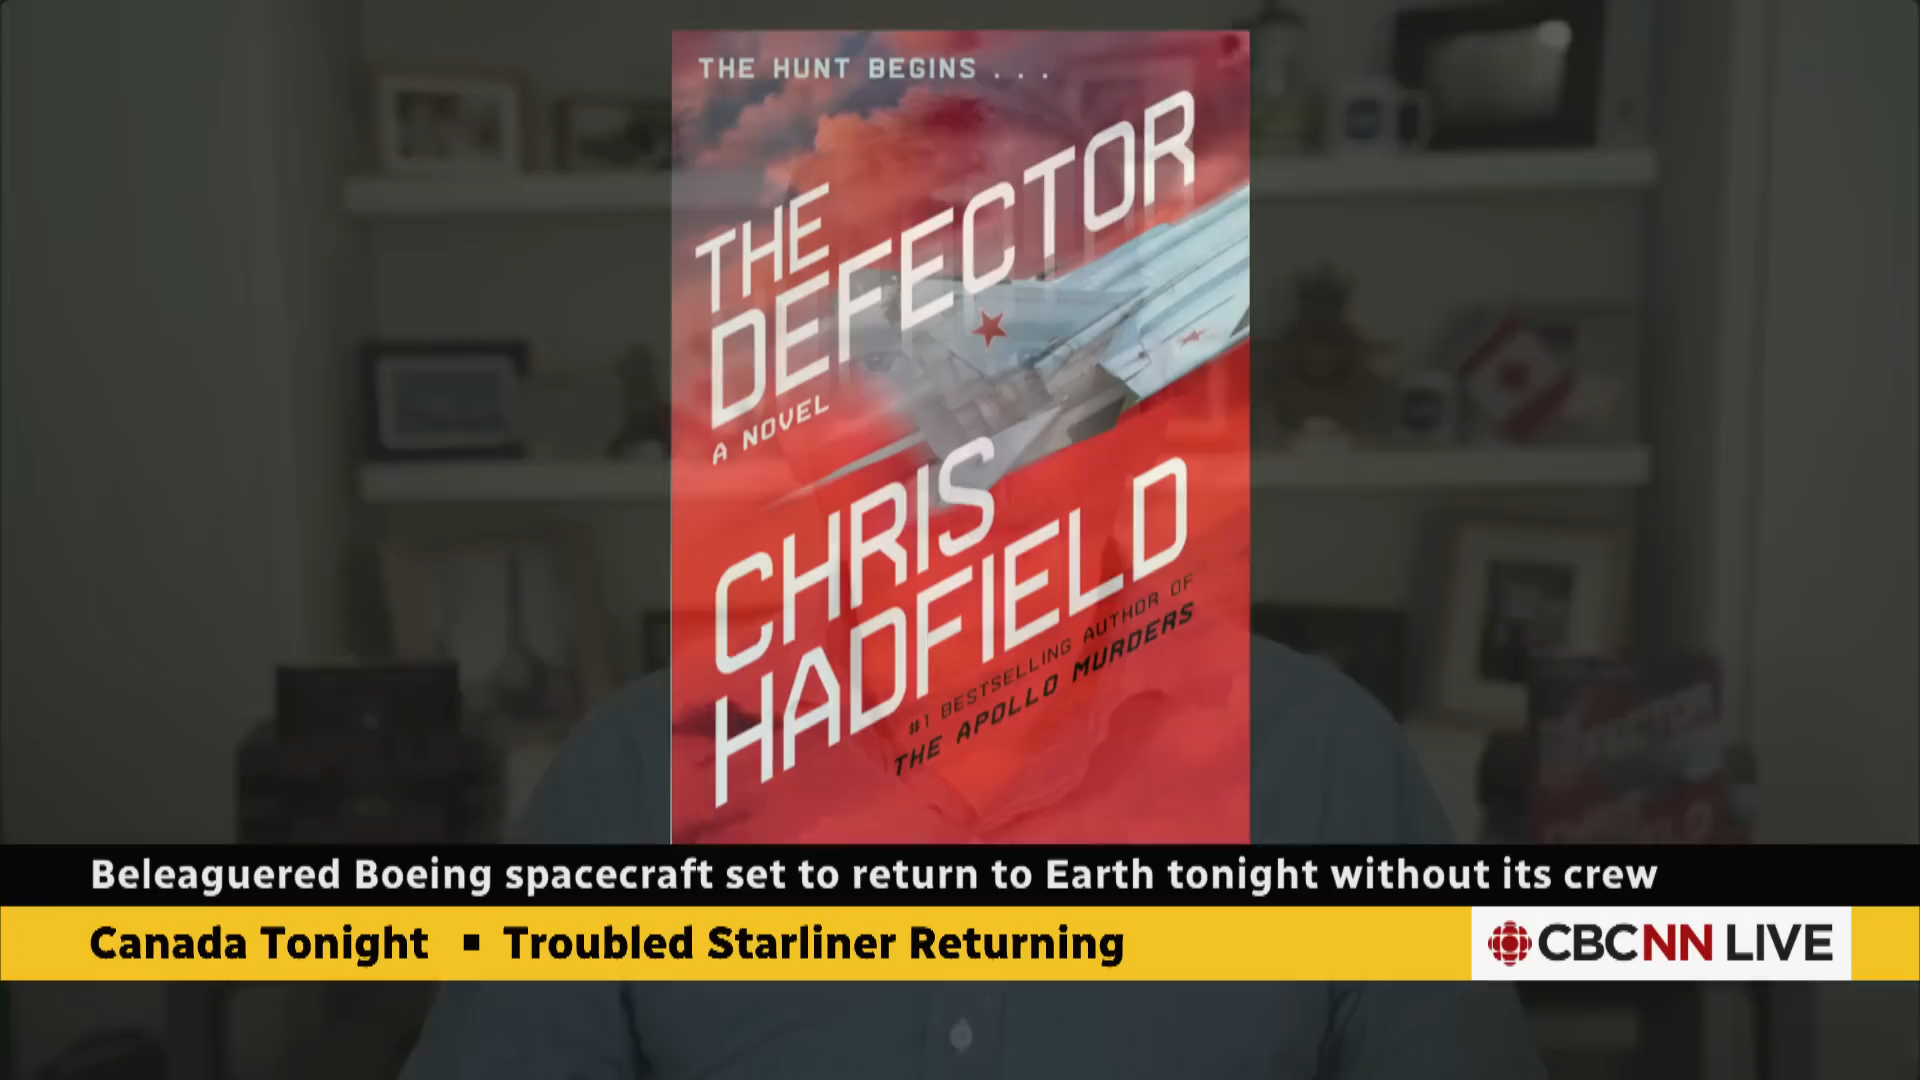 THE HUNT BEGINS . . .
THE
DEFECTOR
A NOVEL
CHRIS
HADFIELD
#1 BESTSELLING AUTHOR OF
THE APOLLO MURDERS
Beleaguered Boeing spacecraft set to return to Earth tonight without its crew
Canada Tonight ▪ Troubled Starliner Returning
CBCNN LIVE